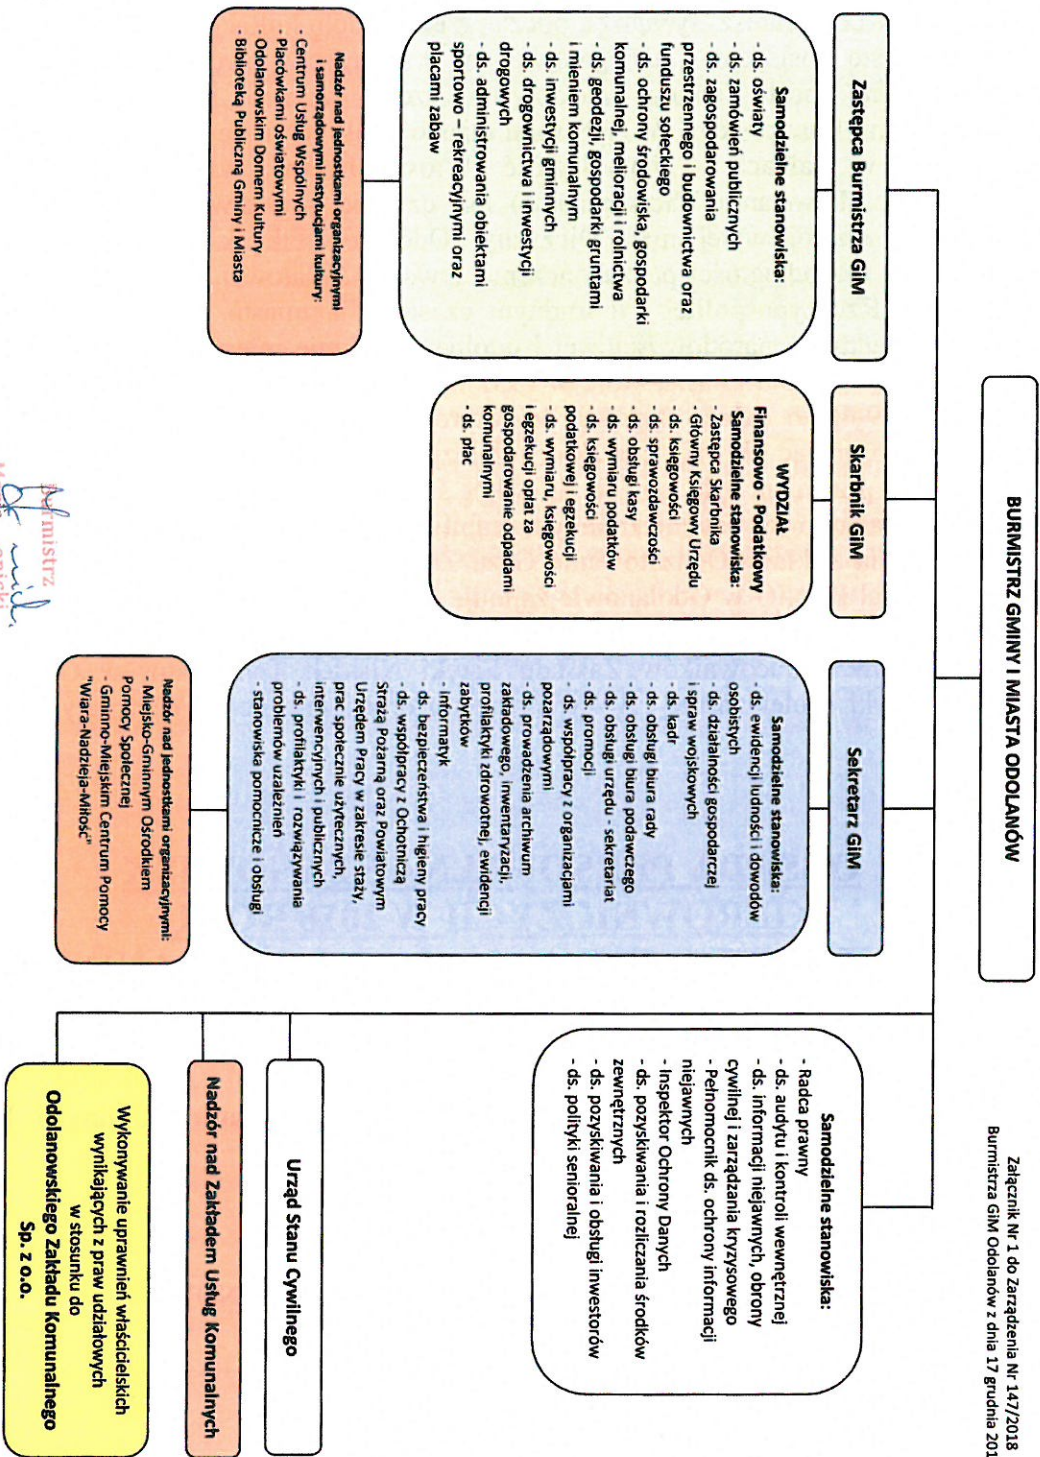 Załącznik Nr 1 do Zarządzenia Nr 147/2018
Burmistrza GiM Odolanów z dnia 17 grudnia 201
BURMISTRZ GMINY I MIASTA ODOLANÓW
Zastępca Burmistrza GiM
Samodzielne stanowiska:
- ds. oświaty
- ds. zamówień publicznych
- ds. zagospodarowania
przestrzennego i budownictwa oraz
funduszu sołeckiego
- ds. ochrony środowiska, gospodarki
komunalnej, melioracji i rolnictwa
- ds. geodezji, gospodarki gruntami
i mieniem komunalnym
- ds. inwestycji gminnych
- ds. drogownictwa i inwestycji
drogowych
- ds. administrowania obiektami
sportowo – rekreacyjnymi oraz
placami zabaw
Nadzór nad jednostkami organizacyjnymi
i samorządowymi instytucjami kultury:
- Centrum Usług Wspólnych
- Placówkami oświatowymi
- Odolanowskim Domem Kultury
- Biblioteką Publiczną Gminy i Miasta
Skarbnik GiM
WYDZIAŁ
Finansowo - Podatkowy
Samodzielne stanowiska:
- Zastępca Skarbnika
- Główny Księgowy Urzędu
- ds. księgowości
- ds. sprawozdawczości
- ds. obsługi kasy
- ds. wymiaru podatków
- ds. księgowości
podatkowej i egzekucji
- ds. wymiaru, księgowości
i egzekucji opłat za
gospodarowanie odpadami
komunalnymi
- ds. płac
Sekretarz GiM
Samodzielne stanowiska:
- ds. ewidencji ludności i dowodów
osobistych
- ds. działalności gospodarczej
i spraw wojskowych
- ds. kadr
- ds. obsługi biura rady
- ds. obsługi biura podawczego
- ds. obsługi urzędu - sekretariat
- ds. promocji
- ds. współpracy z organizacjami
pozarządowymi
- ds. prowadzenia archiwum
zakładowego, inwentaryzacji,
profilaktyki zdrowotnej, ewidencji
zabytków
- informatyk
- ds. bezpieczeństwa i higieny pracy
- ds. współpracy z Ochotniczą
Strażą Pożarną oraz Powiatowym
Urzędem Pracy w zakresie staży,
prac społecznie użytecznych,
interwencyjnych i publicznych
- ds. profilaktyki i rozwiązywania
problemów uzależnień
- stanowiska pomocnicze i obsługi
Nadzór nad jednostkami organizacyjnymi:
- Miejsko-Gminnym Ośrodkiem
Pomocy Społecznej
- Gminno-Miejskim Centrum Pomocy
"Wiara-Nadzieja-Miłość"
Samodzielne stanowiska:
- Radca prawny
- ds. audytu i kontroli wewnętrznej
- ds. informacji niejawnych, obrony
cywilnej i zarządzania kryzysowego
- Pełnomocnik ds. ochrony informacji
niejawnych
- Inspektor Ochrony Danych
- ds. pozyskiwania i rozliczania środków
zewnętrznych
- ds. pozyskiwania i obsługi inwestorów
- ds. polityki senioralnej
Urząd Stanu Cywilnego
Nadzór nad Zakładem Usług Komunalnych
Wykonywanie uprawnień właścicielskich
wynikających z praw udziałowych
w stosunku do
Odolanowskiego Zakładu Komunalnego
Sp. z o.o.
Burmistrz